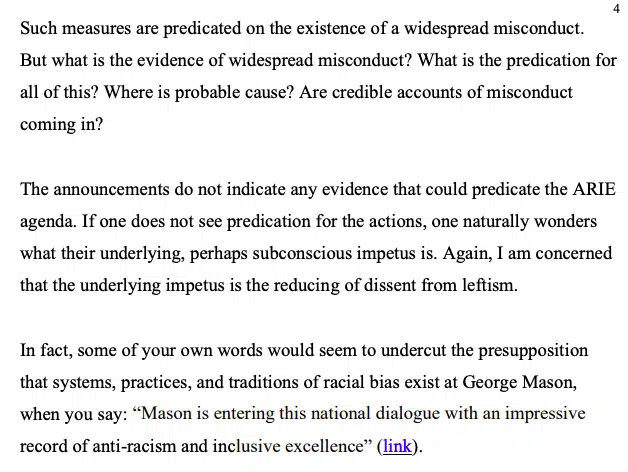 4
Such measures are predicated on the existence of a widespread misconduct.
But what is the evidence of widespread misconduct? What is the predication for
all of this? Where is probable cause? Are credible accounts of misconduct
coming in?
The announcements do not indicate any evidence that could predicate the ARIE
agenda. If one does not see predication for the actions, one naturally wonders
what their underlying, perhaps subconscious impetus is. Again, I am concerned
that the underlying impetus is the reducing of dissent from leftism.
In fact, some of your own words would seem to undercut the presupposition
that systems, practices, and traditions of racial bias exist at George Mason,
when you say: “Mason is entering this national dialogue with an impressive
record of anti-racism and inclusive excellence” (link).